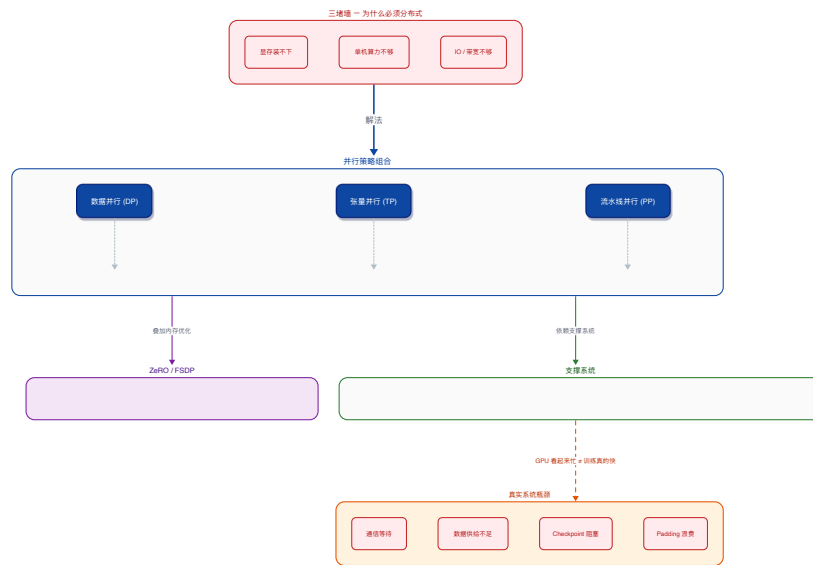 三堵墙 — 为什么必须分布式
显存装不下
单机算力不够
IO / 带宽不够
解法
并行策略组合
数据并行 (DP)
张量并行 (TP)
流水线并行 (PP)
叠加内存优化
依赖支撑系统
ZeRO / FSDP
支撑系统
GPU 看起来忙 ≠ 训练真的快
真实系统瓶颈
通信等待
数据供给不足
Checkpoint 阻塞
Padding 浪费